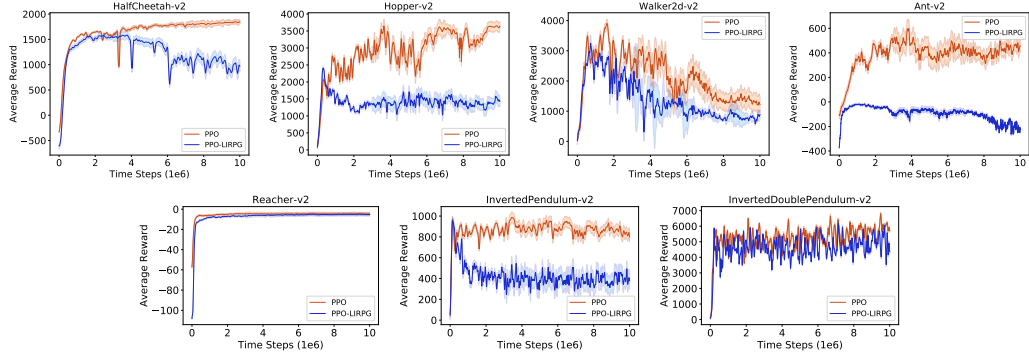 HalfCheetah-v2
Average Reward
2000
1500
1000
500
0
−500
PPO
PPO-LIRPG
0 2 4 6 8 10
Time Steps (1e6)
Hopper-v2
Average Reward
4000
3500
3000
2500
2000
1500
1000
500
0
PPO
PPO-LIRPG
0 2 4 6 8 10
Time Steps (1e6)
Walker2d-v2
Average Reward
4000
3000
2000
1000
0
PPO
PPO-LIRPG
0 2 4 6 8 10
Time Steps (1e6)
Ant-v2
Average Reward
600
400
200
0
−200
−400
PPO
PPO-LIRPG
0 2 4 6 8 10
Time Steps (1e6)
Reacher-v2
Average Reward
0
−20
−40
−60
−80
−100
PPO
PPO-LIRPG
0 2 4 6 8 10
Time Steps (1e6)
InvertedPendulum-v2
Average Reward
1000
800
600
400
200
0
PPO
PPO-LIRPG
0 2 4 6 8 10
Time Steps (1e6)
InvertedDoublePendulum-v2
Average Reward
7000
6000
5000
4000
3000
2000
1000
0
PPO
PPO-LIRPG
0 2 4 6 8 10
Time Steps (1e6)